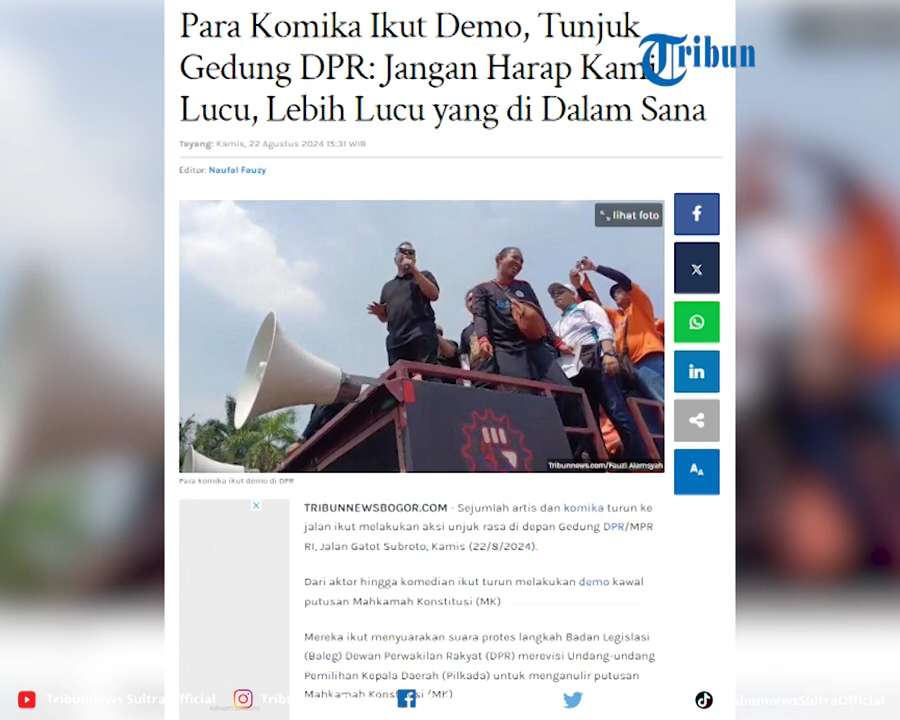 Para Komika Ikut Demo, Tunjuk
Gedung DPR: Jangan Harap Kami
Lucu, Lebih Lucu yang di Dalam Sana
Tribun
Tayang: Kamis, 22 Agustus 2024 15:31 WIB
Editor: Naufal Fauzy
lihat foto
Tribunnews.com/Fauzi Alamsyah
Para komika ikut demo di DPR
TRIBUNNEWSBOGOR.COM - Sejumlah artis dan komika turun ke
jalan ikut melakukan aksi unjuk rasa di depan Gedung DPR/MPR
RI, Jalan Gatot Subroto, Kamis (22/8/2024).
Dari aktor hingga komedian ikut turun melakukan demo kawal
putusan Mahkamah Konstitusi (MK)
Mereka ikut menyuarakan suara protes langkah Badan Legislasi
(Baleg) Dewan Perwakilan Rakyat (DPR) merevisi Undang-undang
Pemilihan Kepala Daerah (Pilkada) untuk menganulir putusan
Mahkamah Konstitusi (MK).
Tribunnews Sultra Official